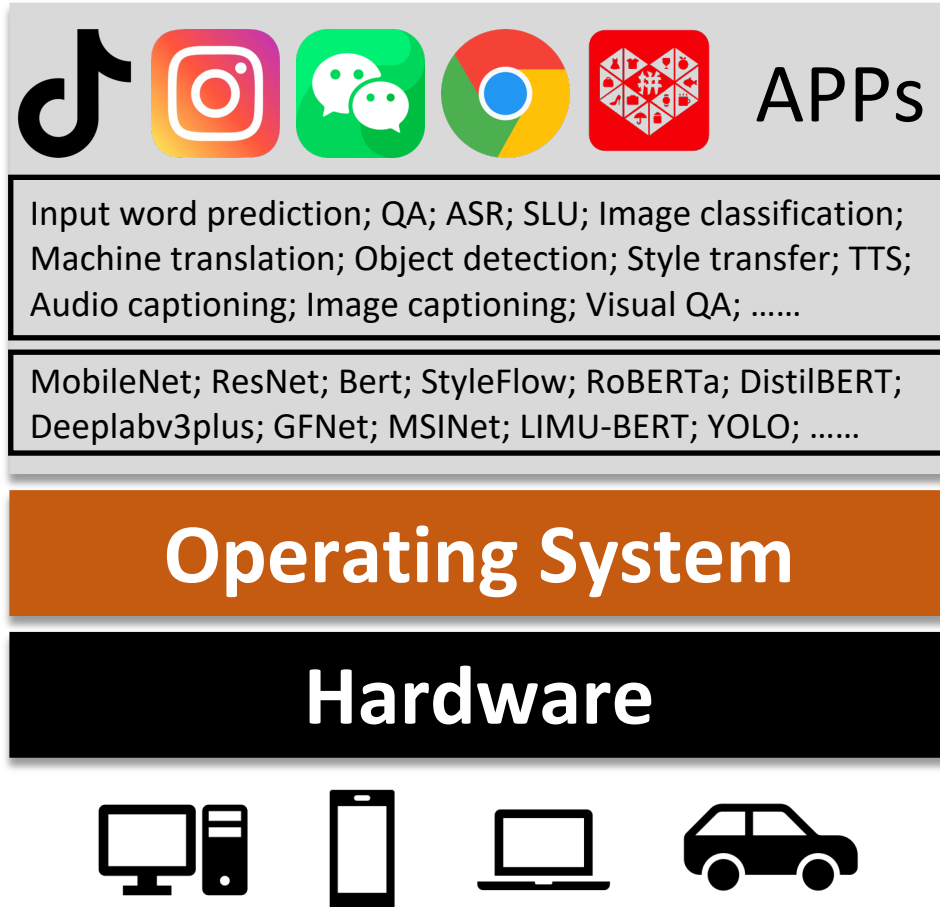 拼
APPs
Input word prediction; QA; ASR; SLU; Image classification;
Machine translation; Object detection; Style transfer; TTS;
Audio captioning; Image captioning; Visual QA; ......
MobileNet; ResNet; Bert; StyleFlow; RoBERTa; DistilBERT;
Deeplabv3plus; GFNet; MSINet; LIMU-BERT; YOLO; ......
Operating System
Hardware